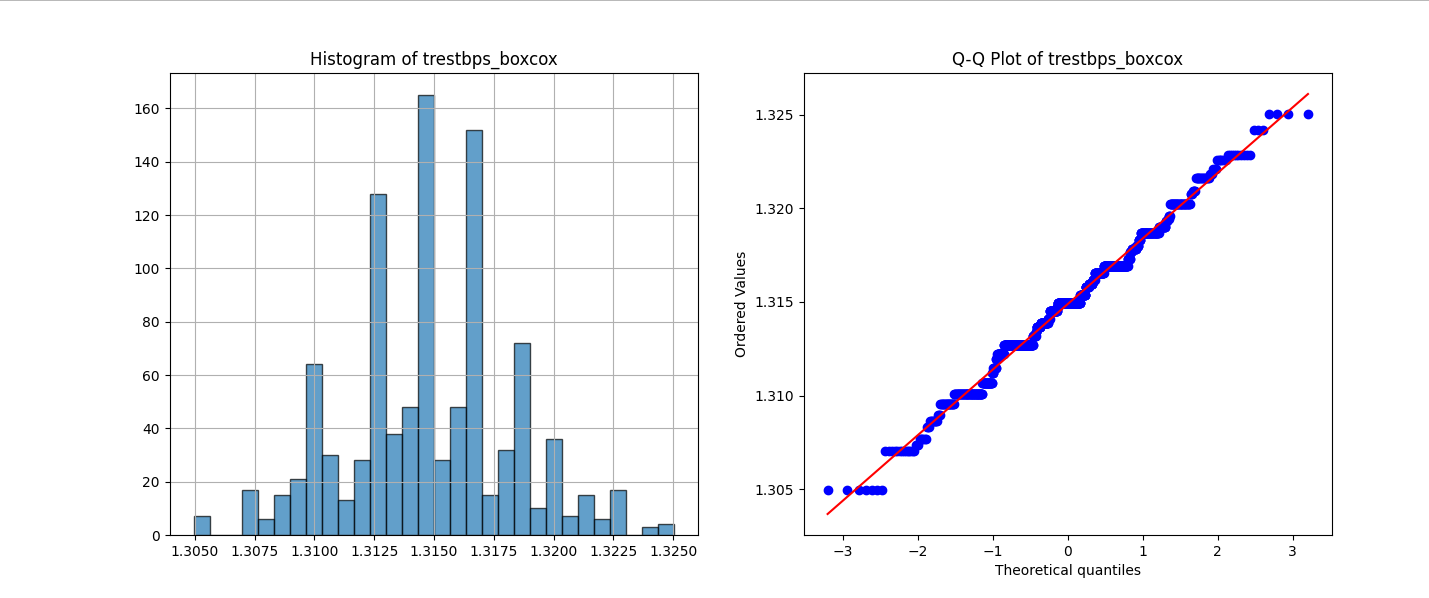 Histogram of trestbps_boxcox
160
140
120
100
80
60
40
20
0
1.3050 1.3075 1.3100 1.3125 1.3150 1.3175 1.3200 1.3225 1.3250
Q-Q Plot of trestbps_boxcox
Ordered Values
1.325
1.320
1.315
1.310
1.305
−3 −2 −1 0 1 2 3
Theoretical quantiles